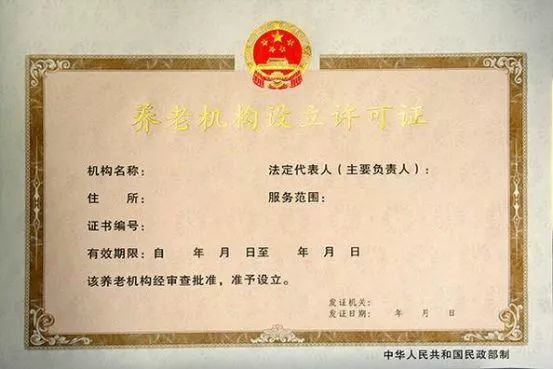 养老机构设立许可证
机构名称： 法定代表人（主要负责人）：
住 所： 服务范围：
证书编号：
有效期限：自 年 月 日至 年 月 日
该养老机构经审查批准，准予设立。
发证机关：
发证日期： 年 月 日
中华人民共和国民政部制